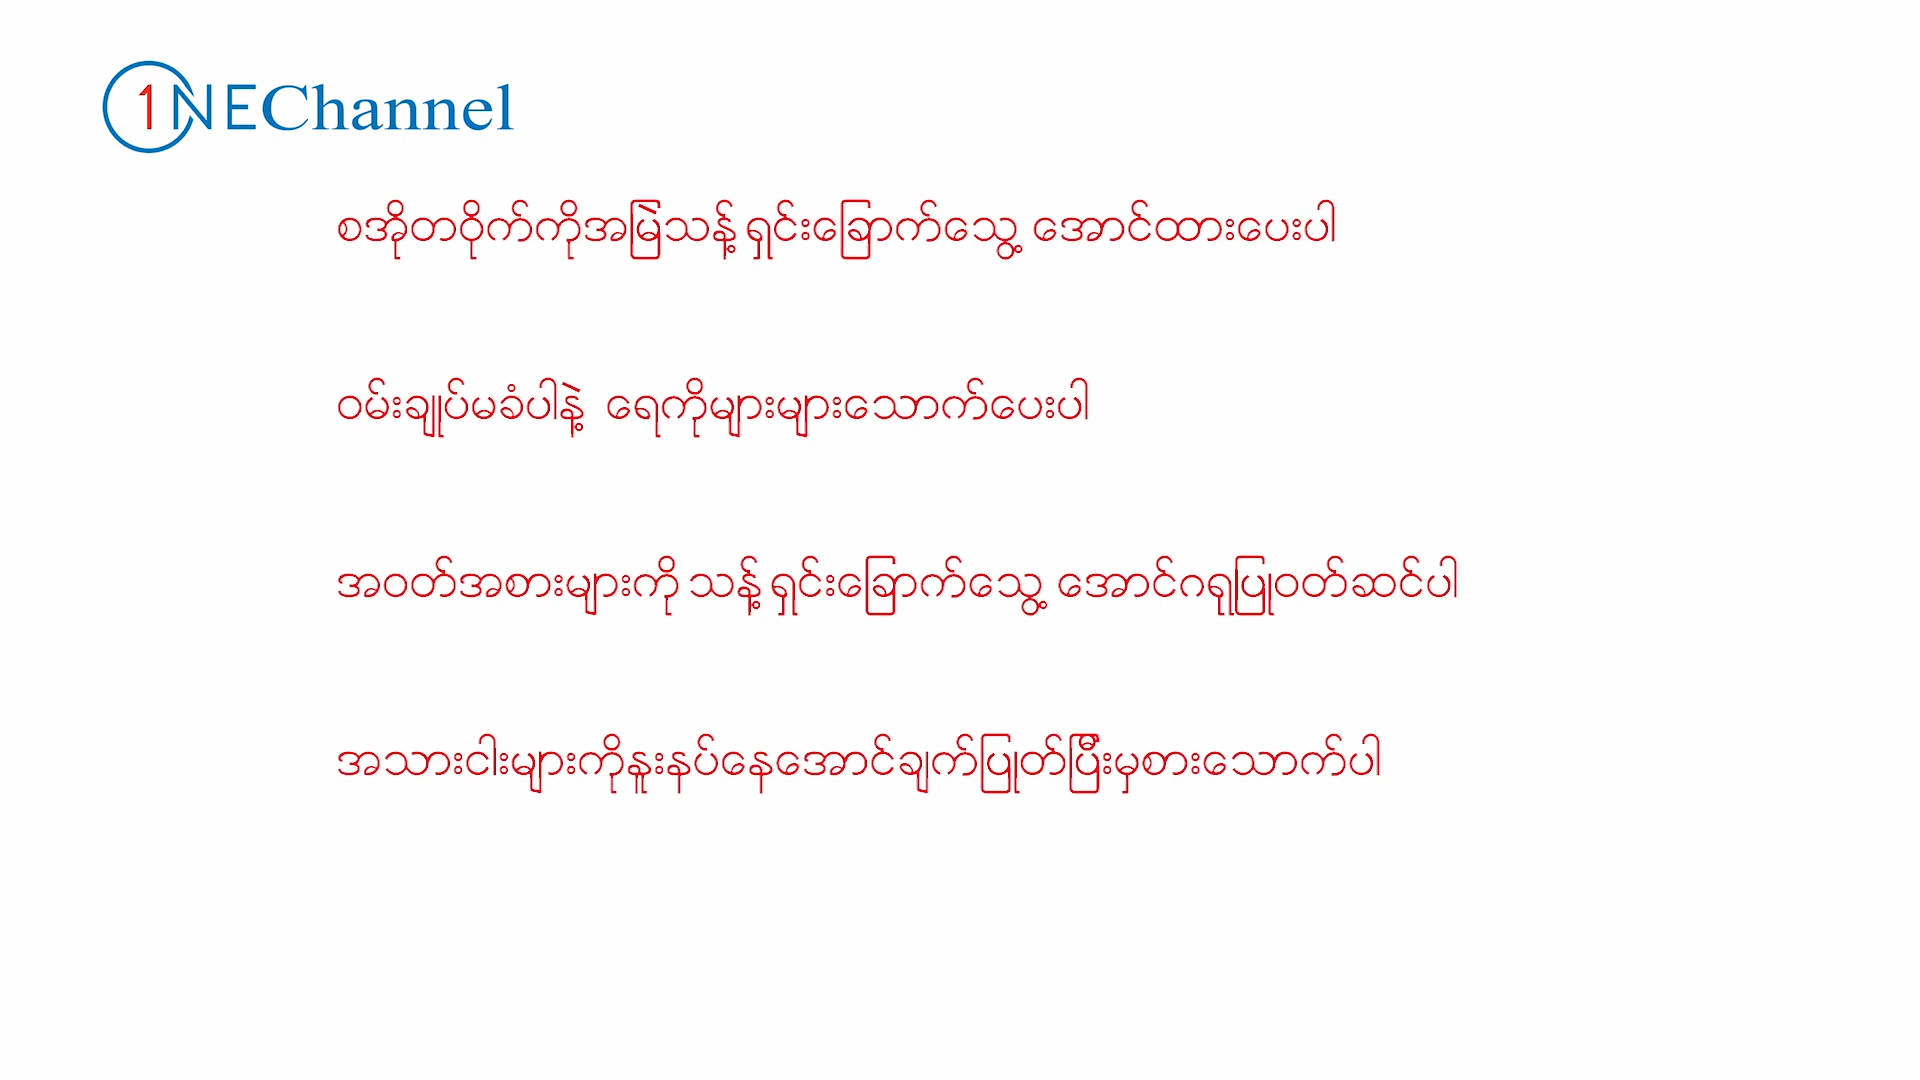 1NEChannel
စအိုတဝိုက်ကိုအမြဲသန့်ရှင်းခြောက်သွေ့ အောင်ထားပေးပါ
ဝမ်းချုပ်မခံပါနဲ့ ရေကိုများများသောက်ပေးပါ
အဝတ်အစားများကို သန့်ရှင်းခြောက်သွေ့ အောင်ဂရုပြုဝတ်ဆင်ပါ
အသားငါးများကိုနူးနပ်နေအောင်ချက်ပြုတ်ပြီးမှစားသောက်ပါ